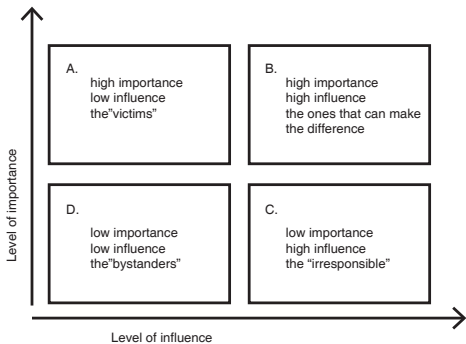 A.
high importance
low influence
the"victims"
B.
high importance
high influence
the ones that can make
the difference
D.
low importance
low influence
the"bystanders"
C.
low importance
high influence
the “irresponsible”
Level of importance
Level of influence